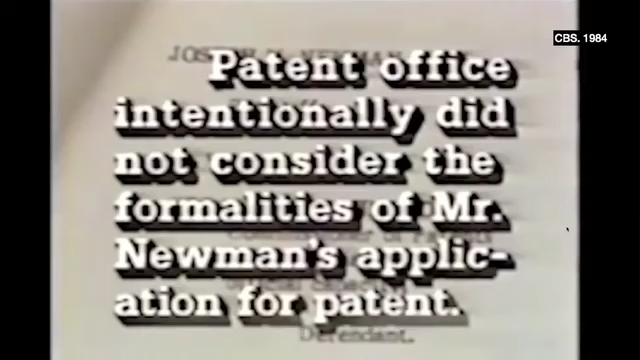 CBS. 1984
Patent office
intentionally did
not consider the
formalities of Mr.
Newman's applic-
ation for patent.
Defendant.